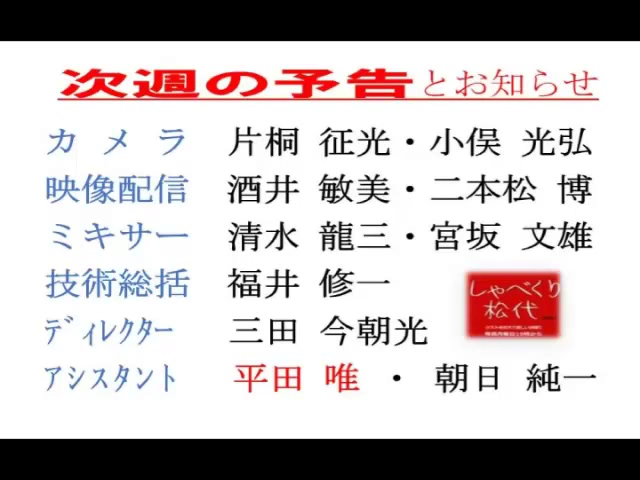 次週の予告とお知らせ
カメラ 片桐 征光・小俣 光弘
映像配信 酒井 敏美・二本松 博
ミキサー 清水 龍三・宮坂 文雄
技術総括 福井 修一
しゃべくり
松代
ﾃﾞｨﾚｸﾀｰ 三田 今朝光
ｱｼｽﾀﾝﾄ 平田 唯・朝日 純一